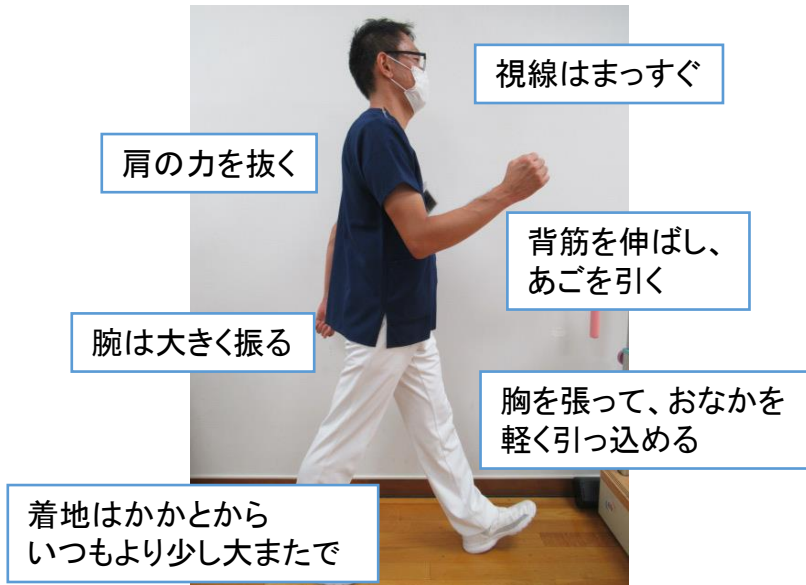 視線はまっすぐ
肩の力を抜く
背筋を伸ばし、
あごを引く
腕は大きく振る
胸を張って、おなかを
軽く引っ込める
着地はかかとから
いつもより少し大またで